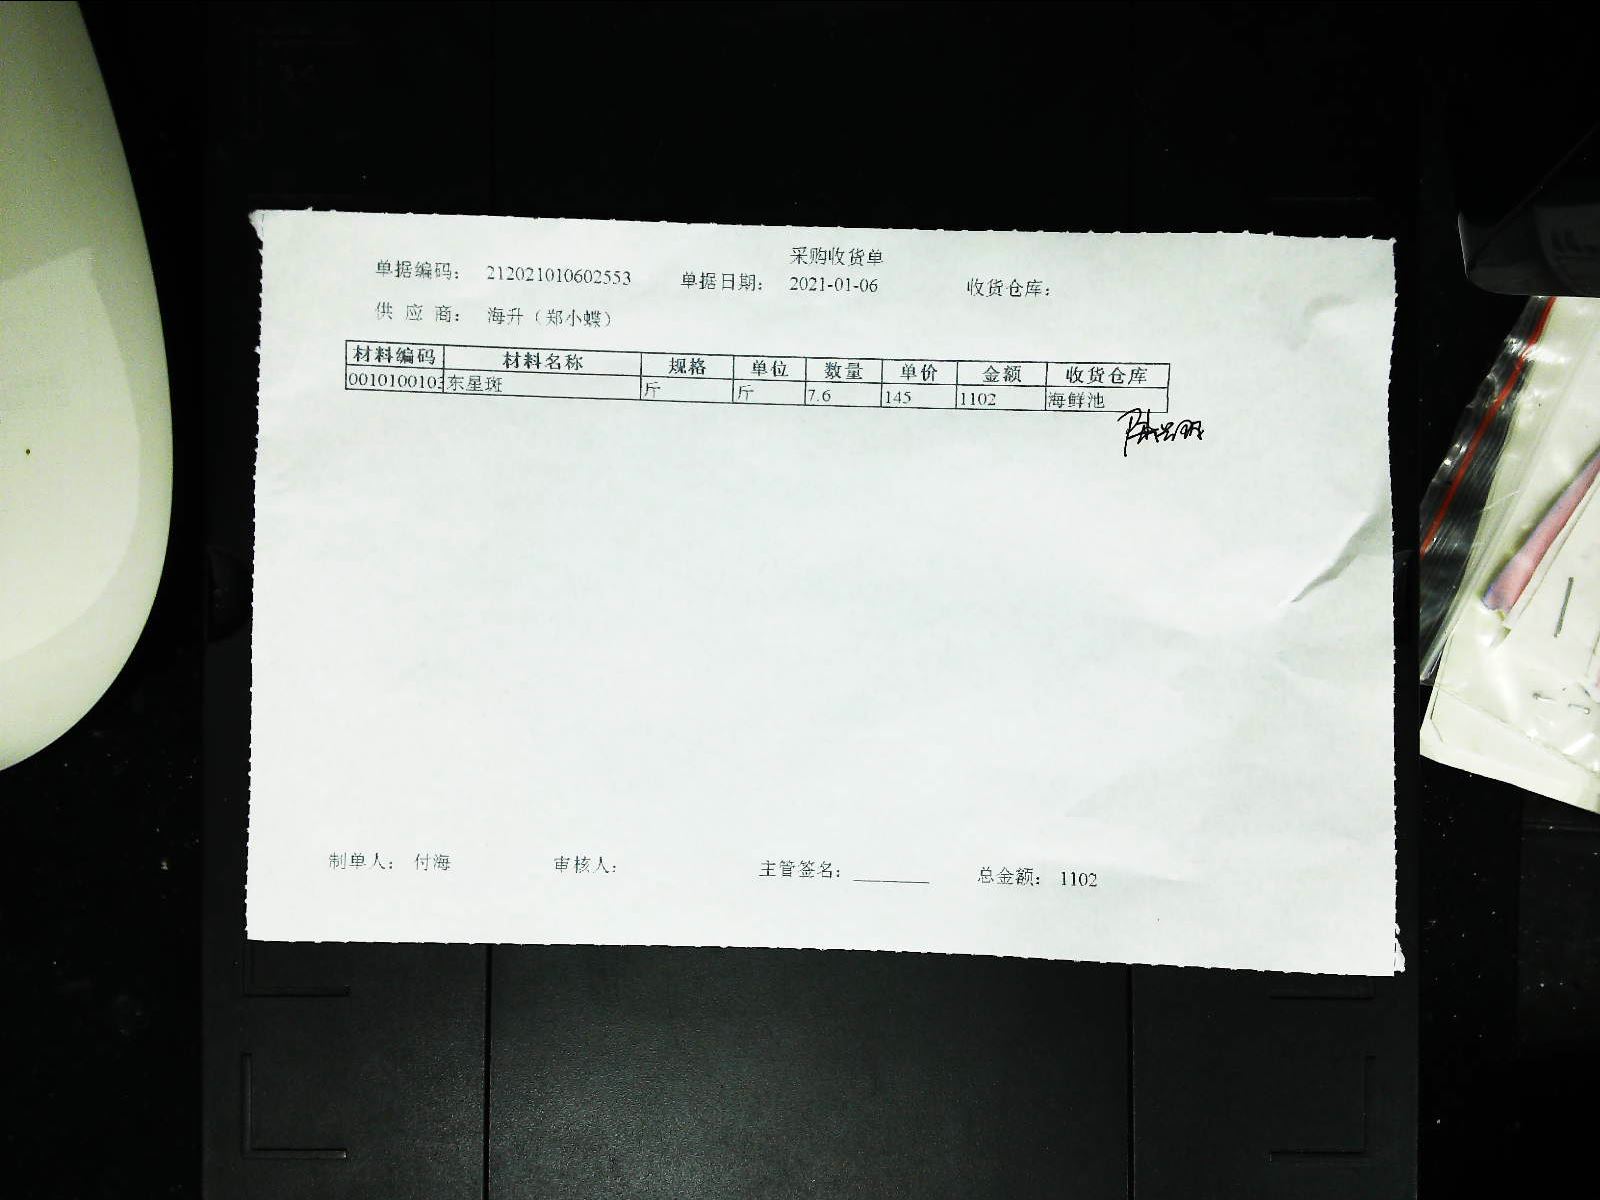 采购收货单
单据编码： 212021010602553 单据日期： 2021-01-06 收货仓库：
供 应 商： 海升（郑小蝶）
材料编码 材料名称 规格 单位 数量 单价 金额 收货仓库
0010100103 东星斑 斤 斤 7.6 145 1102 海鲜池
制单人： 付海 审核人： 主管签名：________ 总金额： 1102